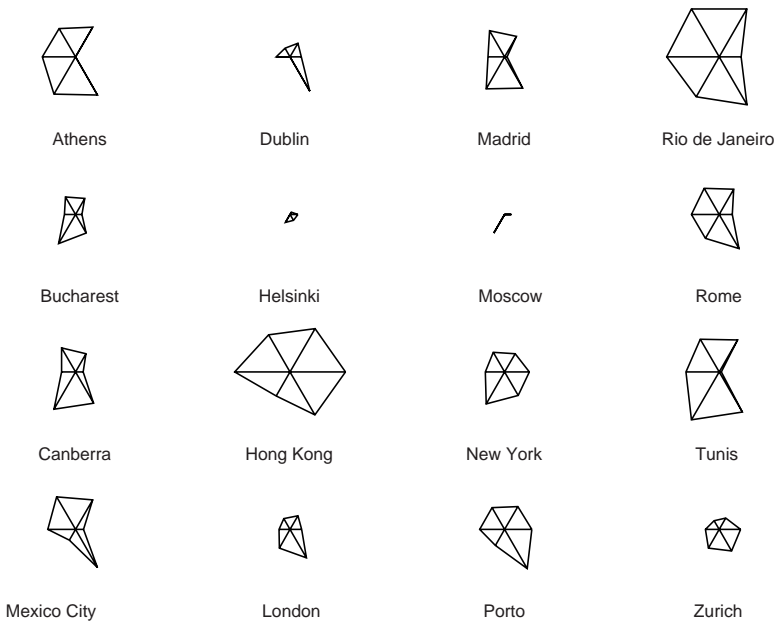 Athens Dublin Madrid Rio de Janeiro
Bucharest Helsinki Moscow Rome
Canberra Hong Kong New York Tunis
Mexico City London Porto Zurich